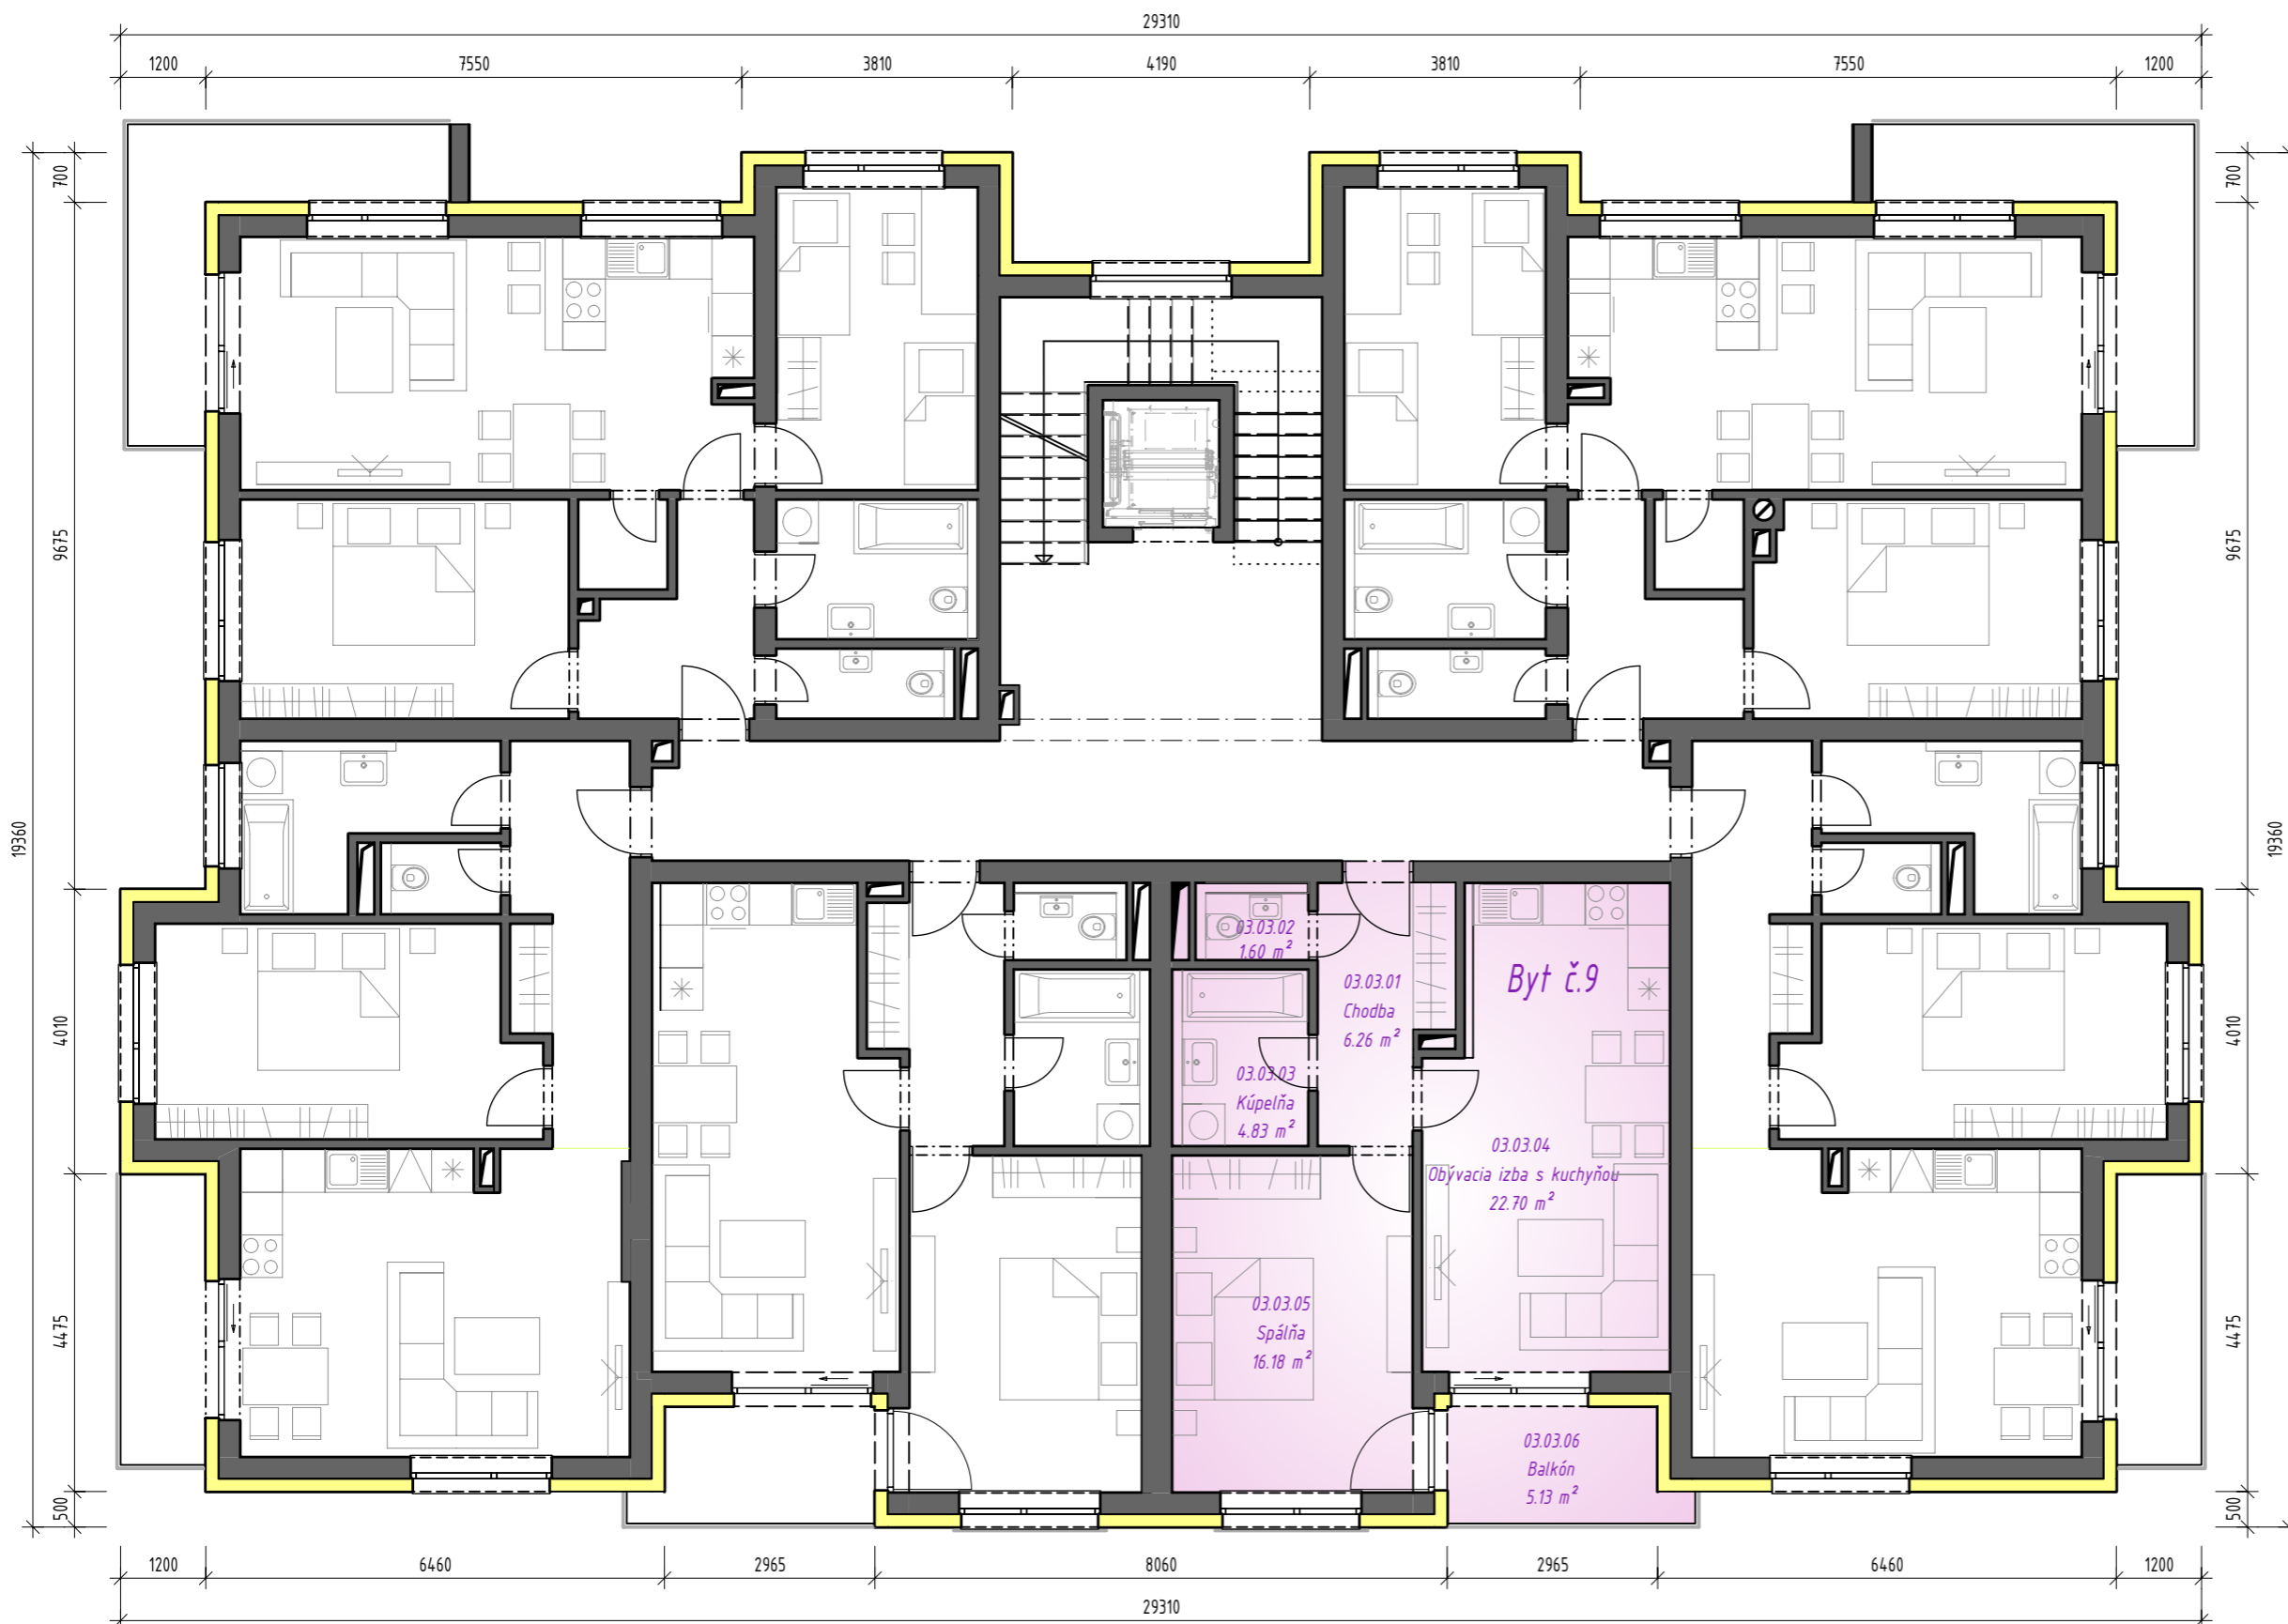 29310
1200 7550 3810 4190 3810 7550 1200
700
700
9675
9675
19360
19360
4010
4010
4475
4475
500
500
03.03.02
1.60 m²
Byt č.9
03.03.01
Chodba
6.26 m²
03.03.03
Kúpelňa
4.83 m²
03.03.04
Obývacia izba s kuchyňou
22.70 m²
03.03.05
Spálňa
16.18 m²
03.03.06
Balkón
5.13 m²
1200 6460 2965 8060 2965 6460 1200
29310